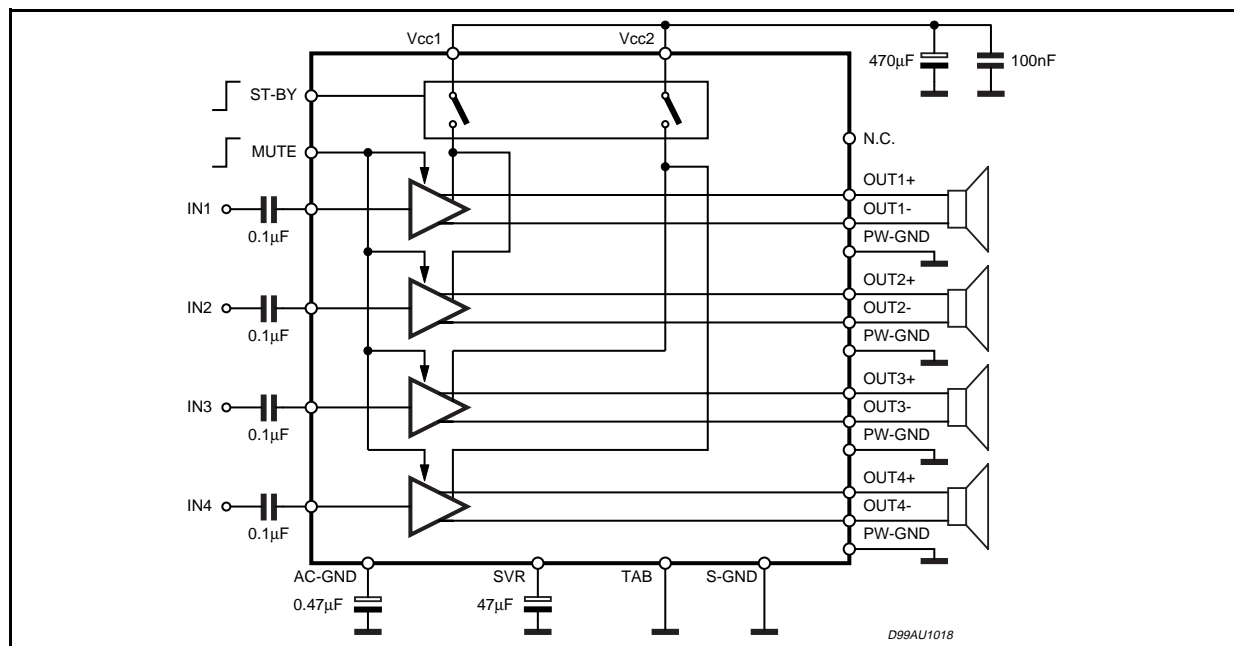 Vcc1
Vcc2
470µF
100nF
ST-BY
N.C.
MUTE
OUT1+
IN1
OUT1-
0.1µF
PW-GND
OUT2+
IN2
OUT2-
0.1µF
PW-GND
OUT3+
IN3
OUT3-
0.1µF
PW-GND
OUT4+
IN4
OUT4-
0.1µF
PW-GND
AC-GND
SVR
TAB
S-GND
0.47µF
47µF
D99AU1018